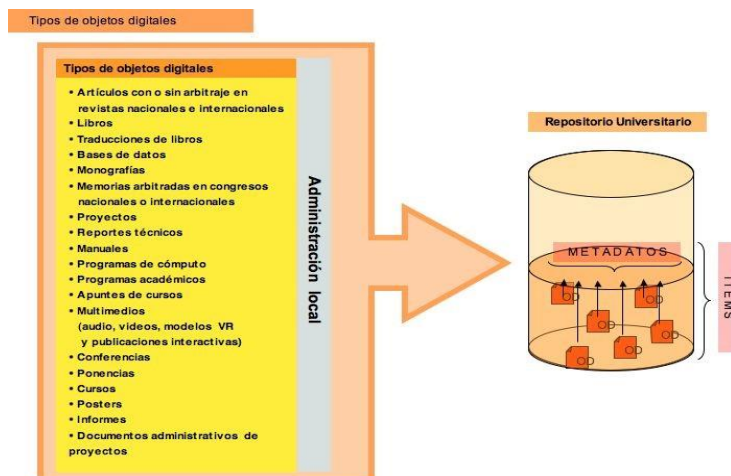 Tipos de objetos digitales
Tipos de objetos digitales
• Artículos con o sin arbitraje en
revistas nacionales e internacionales
• Libros
• Traducciones de libros
• Bases de datos
• Monografías
• Memorias arbitradas en congresos
nacionales o internacionales
• Proyectos
• Reportes técnicos
• Manuales
• Programas de cómputo
• Programas académicos
• Apuntes de cursos
• Multimedios
(audio, videos, modelos VR
y publicaciones interactivas)
• Conferencias
• Ponencias
• Cursos
• Posters
• Informes
• Documentos administrativos de
proyectos
Administración local
Repositorio Universitario
METADATOS
OD
OD
OD
OD
OD
ITEMS